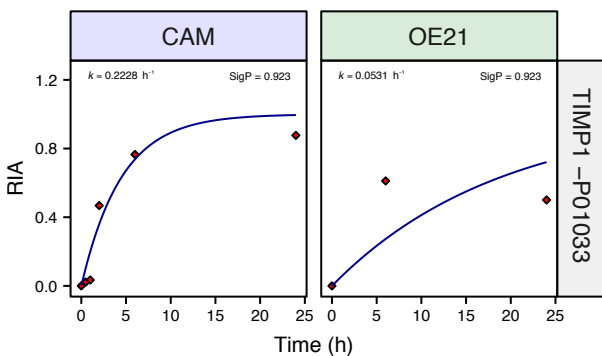 CAM
OE21
k = 0.2228 h⁻¹
SigP = 0.923
k = 0.0531 h⁻¹
SigP = 0.923
TIMP1 −P01033
RIA
1.2
0.8
0.4
0.0
0 5 10 15 20 25
0 5 10 15 20 25
Time (h)